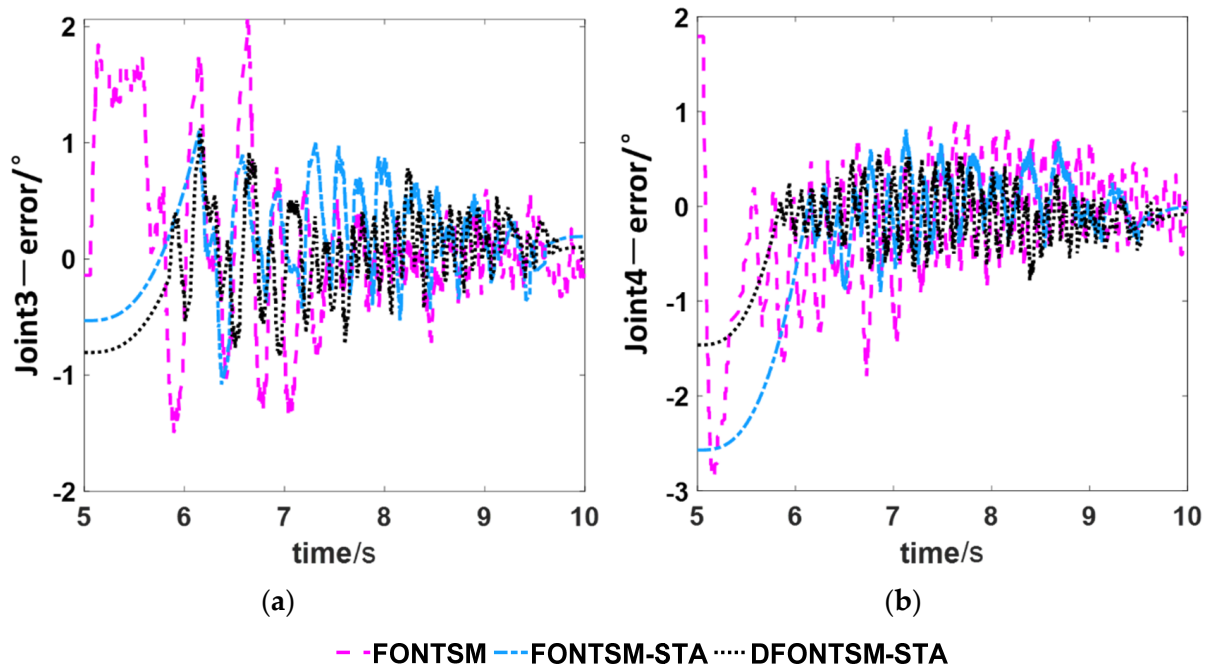 Joint3—error/°
2
1
0
-1
-2
5 6 7 8 9 10
time/s
(a)
Joint4—error/°
2
1
0
-1
-2
-3
5 6 7 8 9 10
time/s
(b)
FONTSM FONTSM-STA DFONTSM-STA